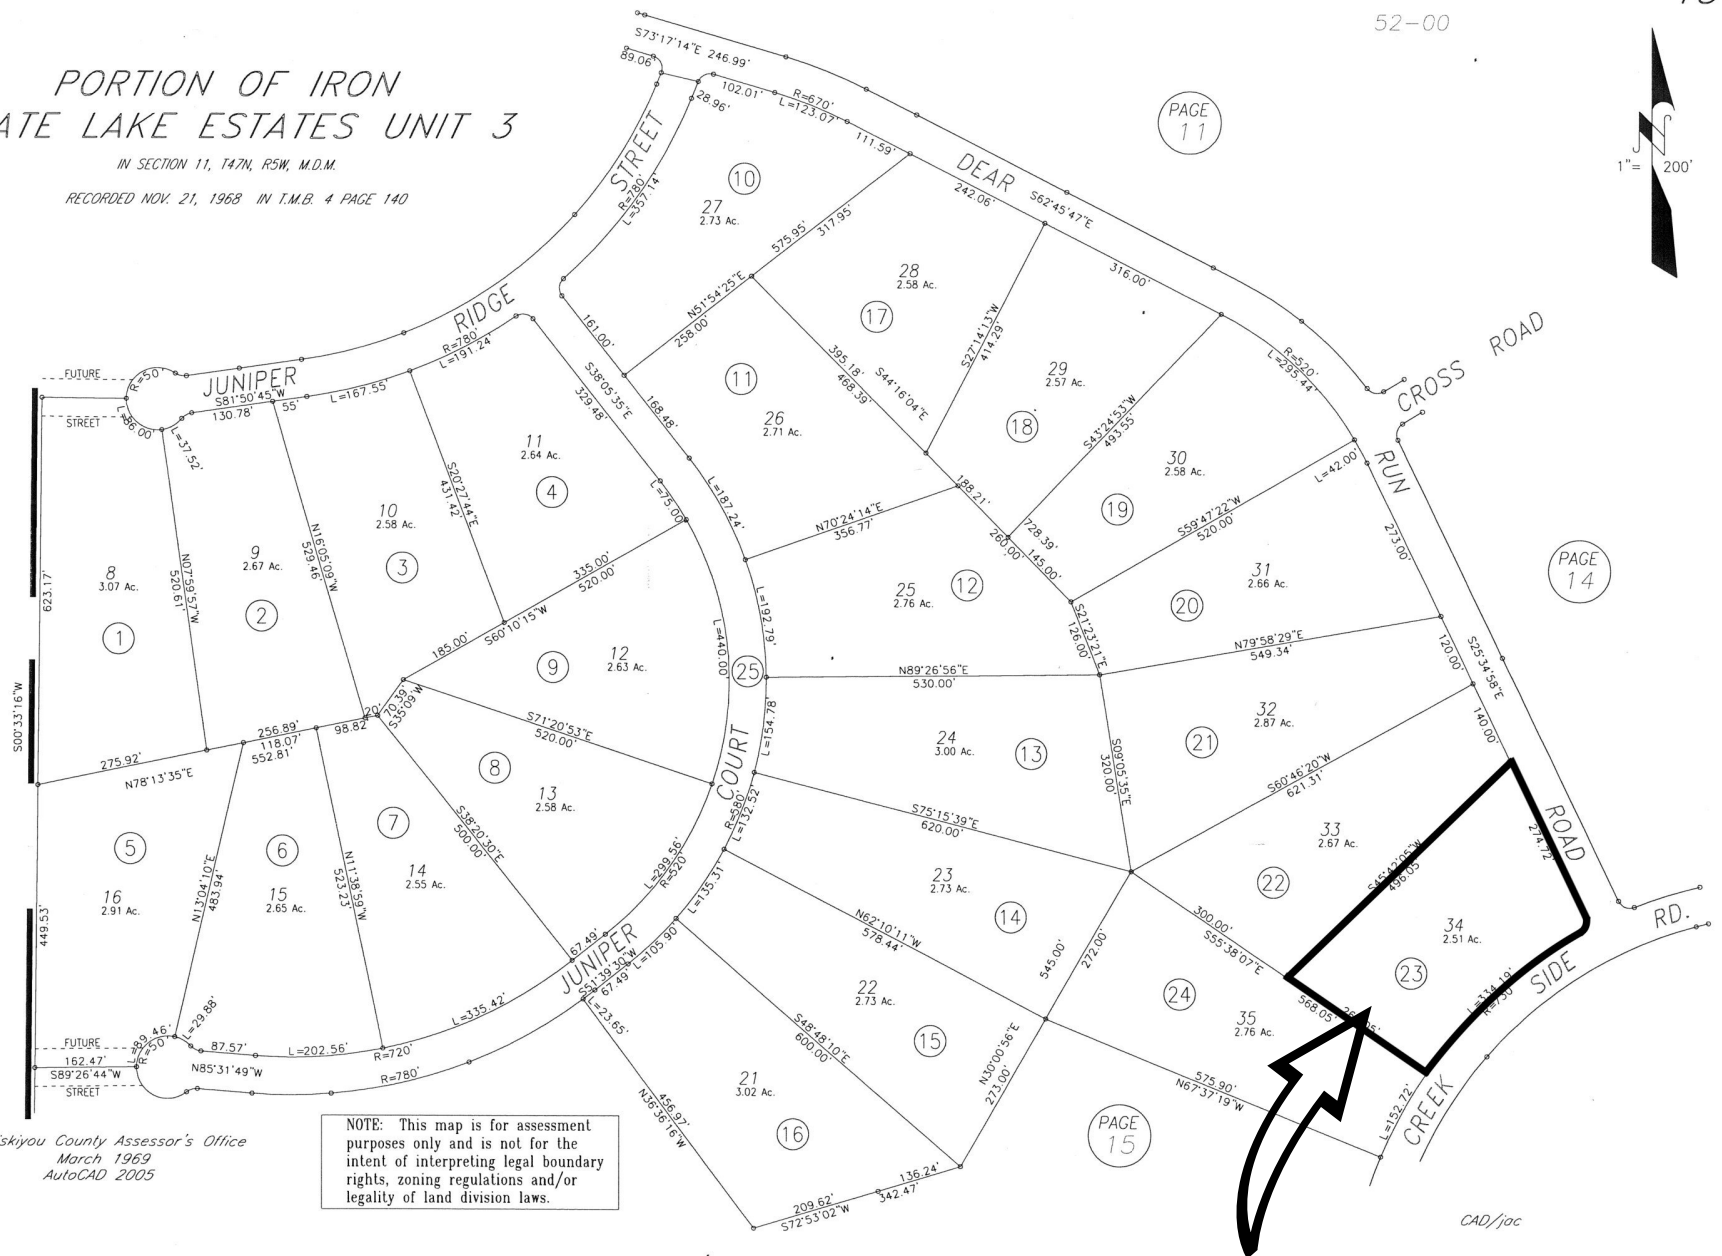 52-00
PORTION OF IRON
ATE LAKE ESTATES UNIT 3
IN SECTION 11, T47N, R5W, M.D.M.
RECORDED NOV. 21, 1968 IN T.M.B. 4 PAGE 140
S73°17'14"E 246.99'
89.06'
102.01'
28.96'
R=670'
L=123.07'
111.59'
PAGE
11
1"= 200'
N
STREET
R=780'
L=357.14'
10
27
2.73 Ac.
DEAR
242.06'
S62°45'47"E
575.95'
317.95'
N51°54'25"E
258.00'
28
2.58 Ac.
17
316.00'
S27°14'13"W
414.29'
RIDGE
R=780'
L=191.24'
161.00'
395.18'
468.39'
S44°16'04"E
29
2.57 Ac.
18
R=520'
L=295.44'
CROSS ROAD
FUTURE
STREET
R=50'
L=86.00'
JUNIPER
S81°50'45"W
130.78'
55'
L=167.55'
L=37.52'
S38°05'35"E
329.48'
168.48'
11
26
2.71 Ac.
S43°24'53"W
493.55'
30
2.58 Ac.
19
L=42.00'
RUN
11
2.64 Ac.
4
S20°27'44"E
431.42'
L=75.00'
L=187.24'
N70°24'14"E
356.77'
188.21'
728.39'
260.00'
145.00'
S59°47'22"W
520.00'
273.00'
PAGE
14
10
2.58 Ac.
3
9
2.67 Ac.
2
N16°05'09"W
529.46'
8
3.07 Ac.
1
N07°59'57"W
520.61'
623.17'
S00°33'16"W
335.00'
520.00'
185.00'
S60°10'15"W
L=440.00'
L=192.79'
25
2.76 Ac.
12
S21°23'21"E
126.00'
31
2.66 Ac.
20
N79°58'29"E
549.34'
120.00'
S25°34'58"E
9
12
2.63 Ac.
25
N89°26'56"E
530.00'
140.00'
20'
70.39'
S35°09'W
256.89'
118.07'
552.81'
98.82'
275.92'
N78°13'35"E
S71°20'53"E
520.00'
L=154.78'
24
3.00 Ac.
13
S09°05'35"E
320.00'
32
2.87 Ac.
21
S60°46'20"W
621.31'
8
13
2.58 Ac.
COURT
R=580'
L=132.52'
S75°15'39"E
620.00'
33
2.67 Ac.
22
S45°42'05"W
496.05'
ROAD
274.72'
5
16
2.91 Ac.
N13°04'10"E
483.94'
6
15
2.65 Ac.
7
14
2.55 Ac.
N11°38'59"W
523.23'
S38°20'30"E
500.00'
L=299.56'
R=520'
L=135.31'
23
2.73 Ac.
14
N62°10'11"W
578.44'
545.00'
272.00'
300.00'
S55°38'07"E
34
2.51 Ac.
23
RD.
SIDE
L=334.19'
R=730'
449.53'
67.49'
JUNIPER
S51°39'30"W
67.49'
L=105.90'
L=23.65'
22
2.73 Ac.
15
24
35
2.76 Ac.
568.05'
FUTURE
162.47'
S89°26'44"W
STREET
L=89.46'
R=50'
L=29.88'
87.57'
N85°31'49"W
L=202.56'
L=335.42'
R=720'
R=780'
S48°48'10"E
600.00'
21
3.02 Ac.
16
456.97'
N36°36'16"W
N30°00'56"E
273.00'
575.90'
N67°37'19"W
PAGE
15
L=152.72'
CREEK
209.62'
S72°53'02"W
136.24'
342.47'
NOTE: This map is for assessment
purposes only and is not for the
intent of interpreting legal boundary
rights, zoning regulations and/or
legality of land division laws.
skiyou County Assessor's Office
March 1969
AutoCAD 2005
CAD/jac